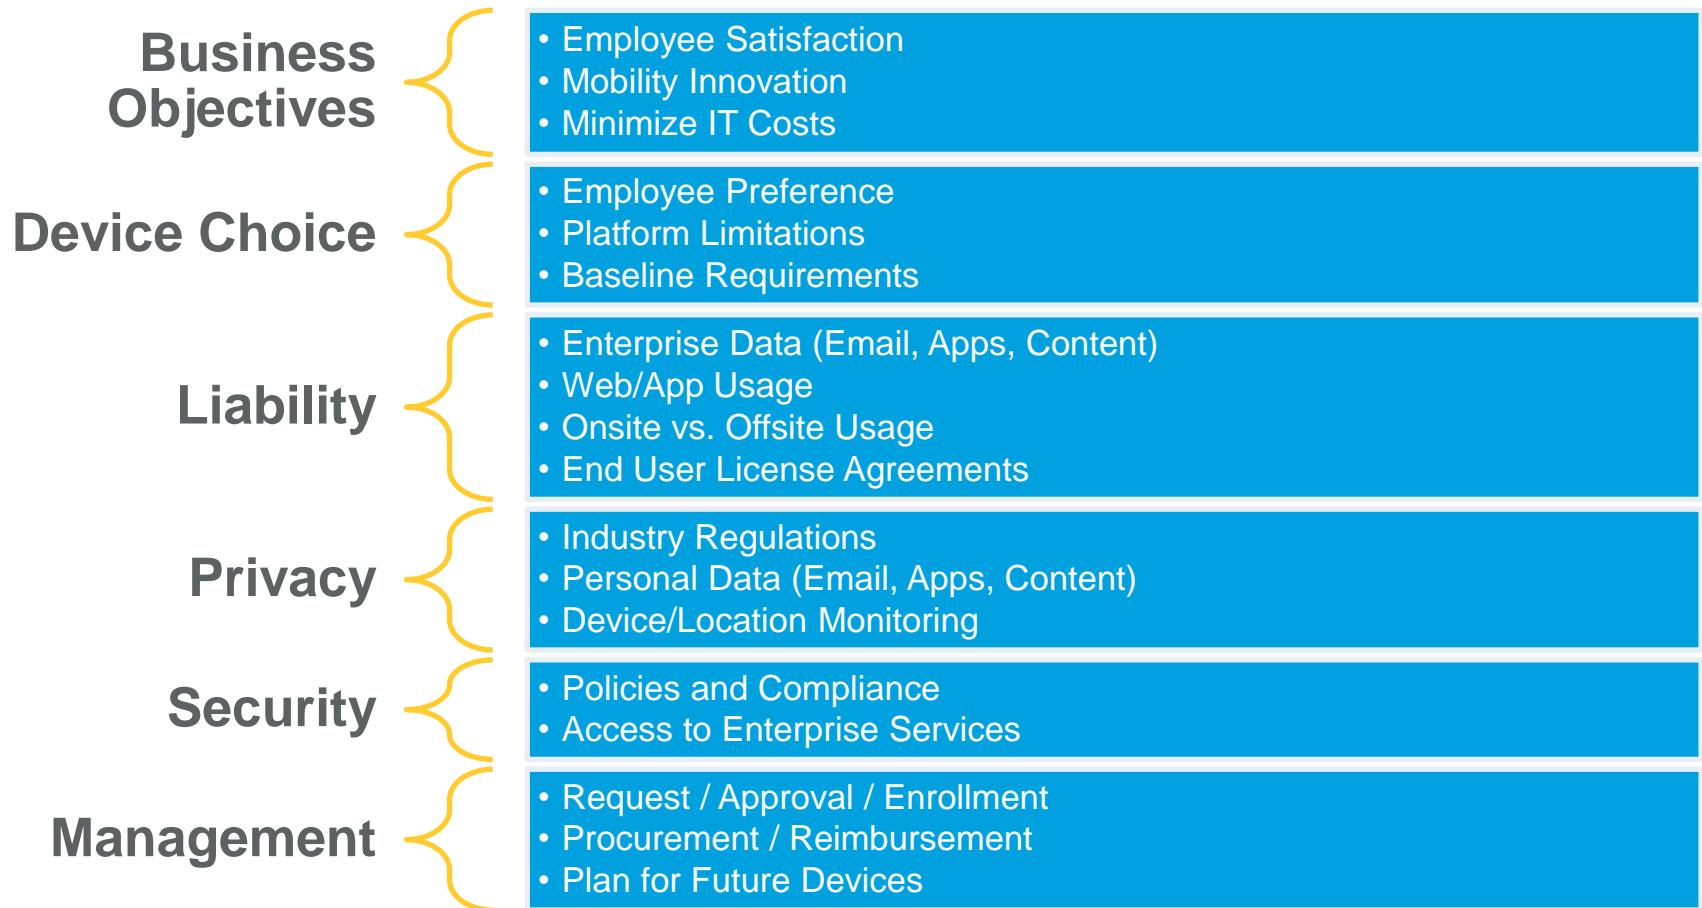 Business
Objectives
• Employee Satisfaction
• Mobility Innovation
• Minimize IT Costs
Device Choice
• Employee Preference
• Platform Limitations
• Baseline Requirements
Liability
• Enterprise Data (Email, Apps, Content)
• Web/App Usage
• Onsite vs. Offsite Usage
• End User License Agreements
Privacy
• Industry Regulations
• Personal Data (Email, Apps, Content)
• Device/Location Monitoring
Security
• Policies and Compliance
• Access to Enterprise Services
Management
• Request / Approval / Enrollment
• Procurement / Reimbursement
• Plan for Future Devices